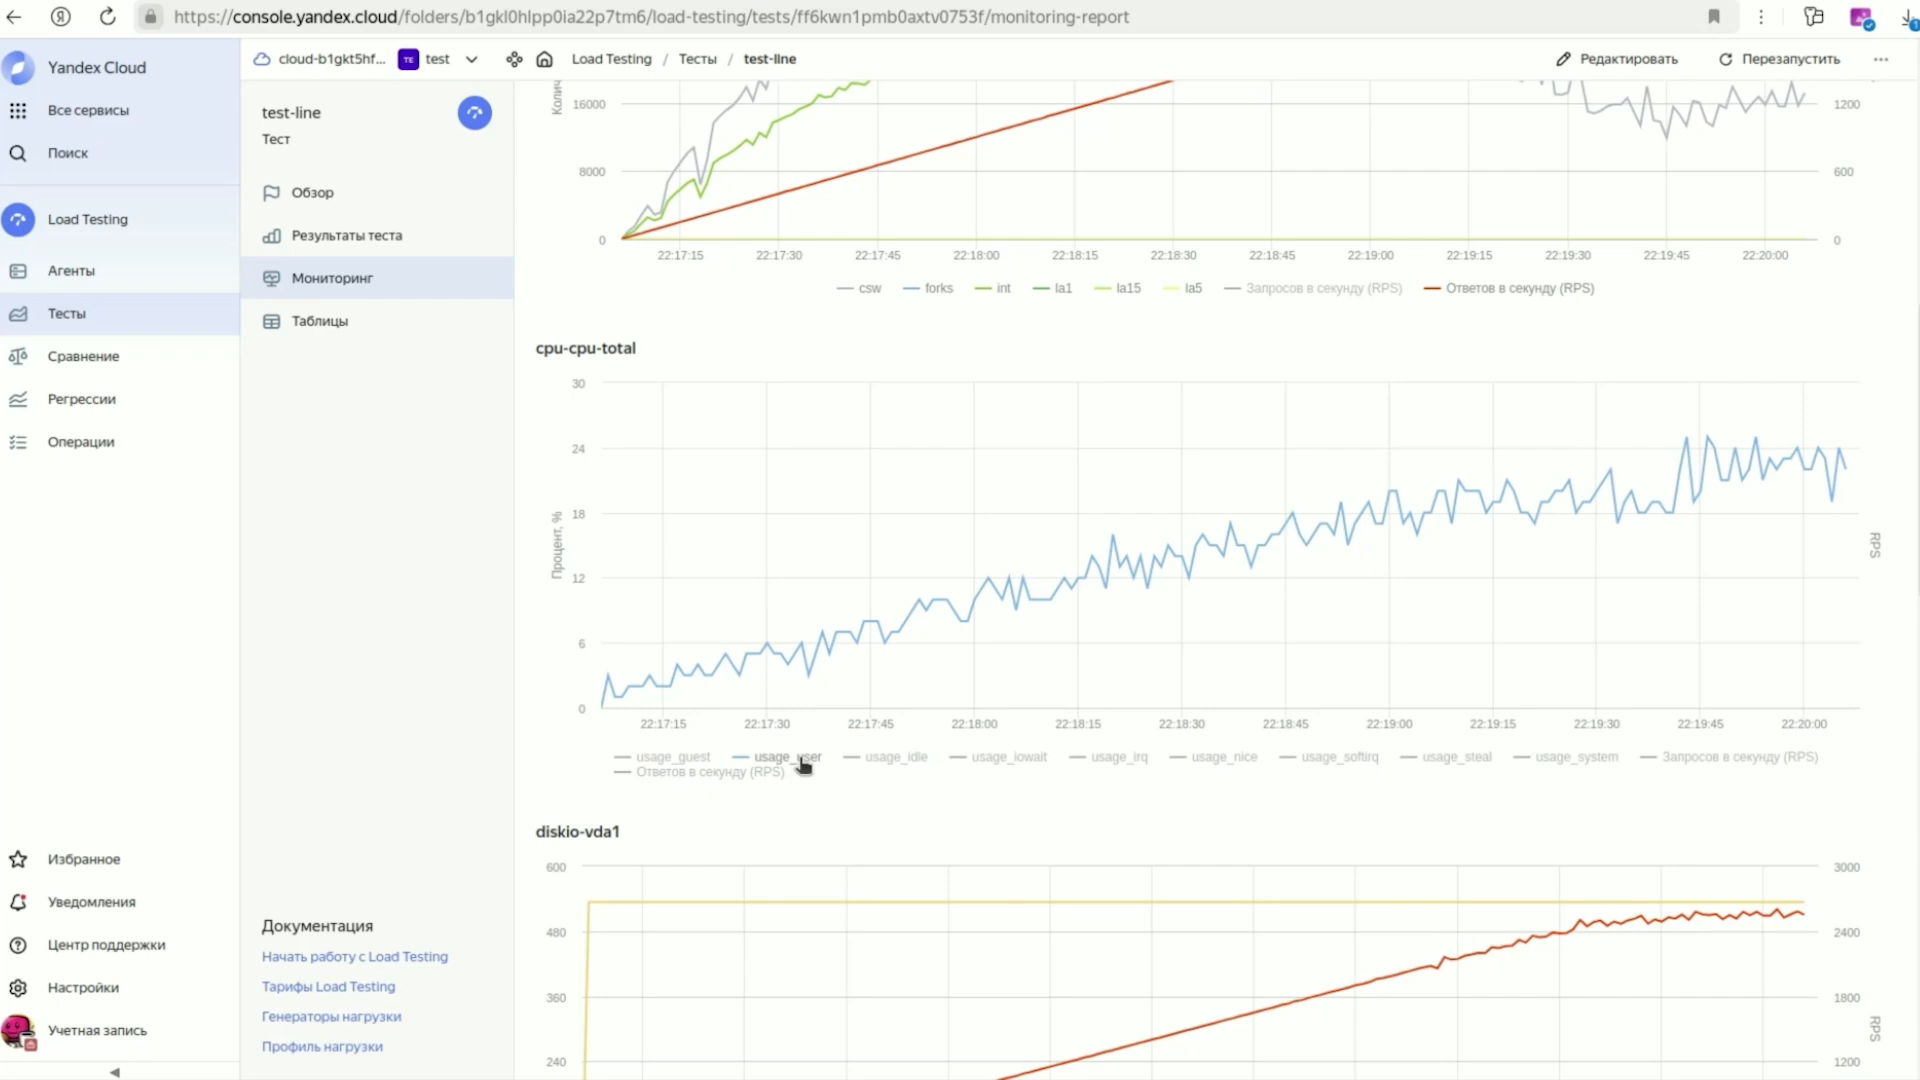 https://console.yandex.cloud/folders/b1gkl0hlpp0ia22p7tm6/load-testing/tests/ff6kwn1pmb0axtv0753f/monitoring-report
Yandex Cloud
Все сервисы
Поиск
Load Testing
Агенты
Тесты
Сравнение
Регрессии
Операции
Избранное
Уведомления
Центр поддержки
Настройки
Учетная запись
cloud-b1gkt5hf...
TE
test
Load Testing / Тесты / test-line
Редактировать
Перезапустить
test-line
Тест
Обзор
Результаты теста
Мониторинг
Таблицы
Документация
Начать работу с Load Testing
Тарифы Load Testing
Генераторы нагрузки
Профиль нагрузки
16000
8000
0
1200
600
0
22:17:15 22:17:30 22:17:45 22:18:00 22:18:15 22:18:30 22:18:45 22:19:00 22:19:15 22:19:30 22:19:45 22:20:00
csw forks int la1 la15 la5 Запросов в секунду (RPS) Ответов в секунду (RPS)
cpu-cpu-total
Процент, %
30
24
18
12
6
0
RPS
22:17:15 22:17:30 22:17:45 22:18:00 22:18:15 22:18:30 22:18:45 22:19:00 22:19:15 22:19:30 22:19:45 22:20:00
usage_guest usage_user usage_idle usage_iowait usage_irq usage_nice usage_softirq usage_steal usage_system Запросов в секунду (RPS)
Ответов в секунду (RPS)
diskio-vda1
600
480
360
240
3000
2400
1800
1200
RPS